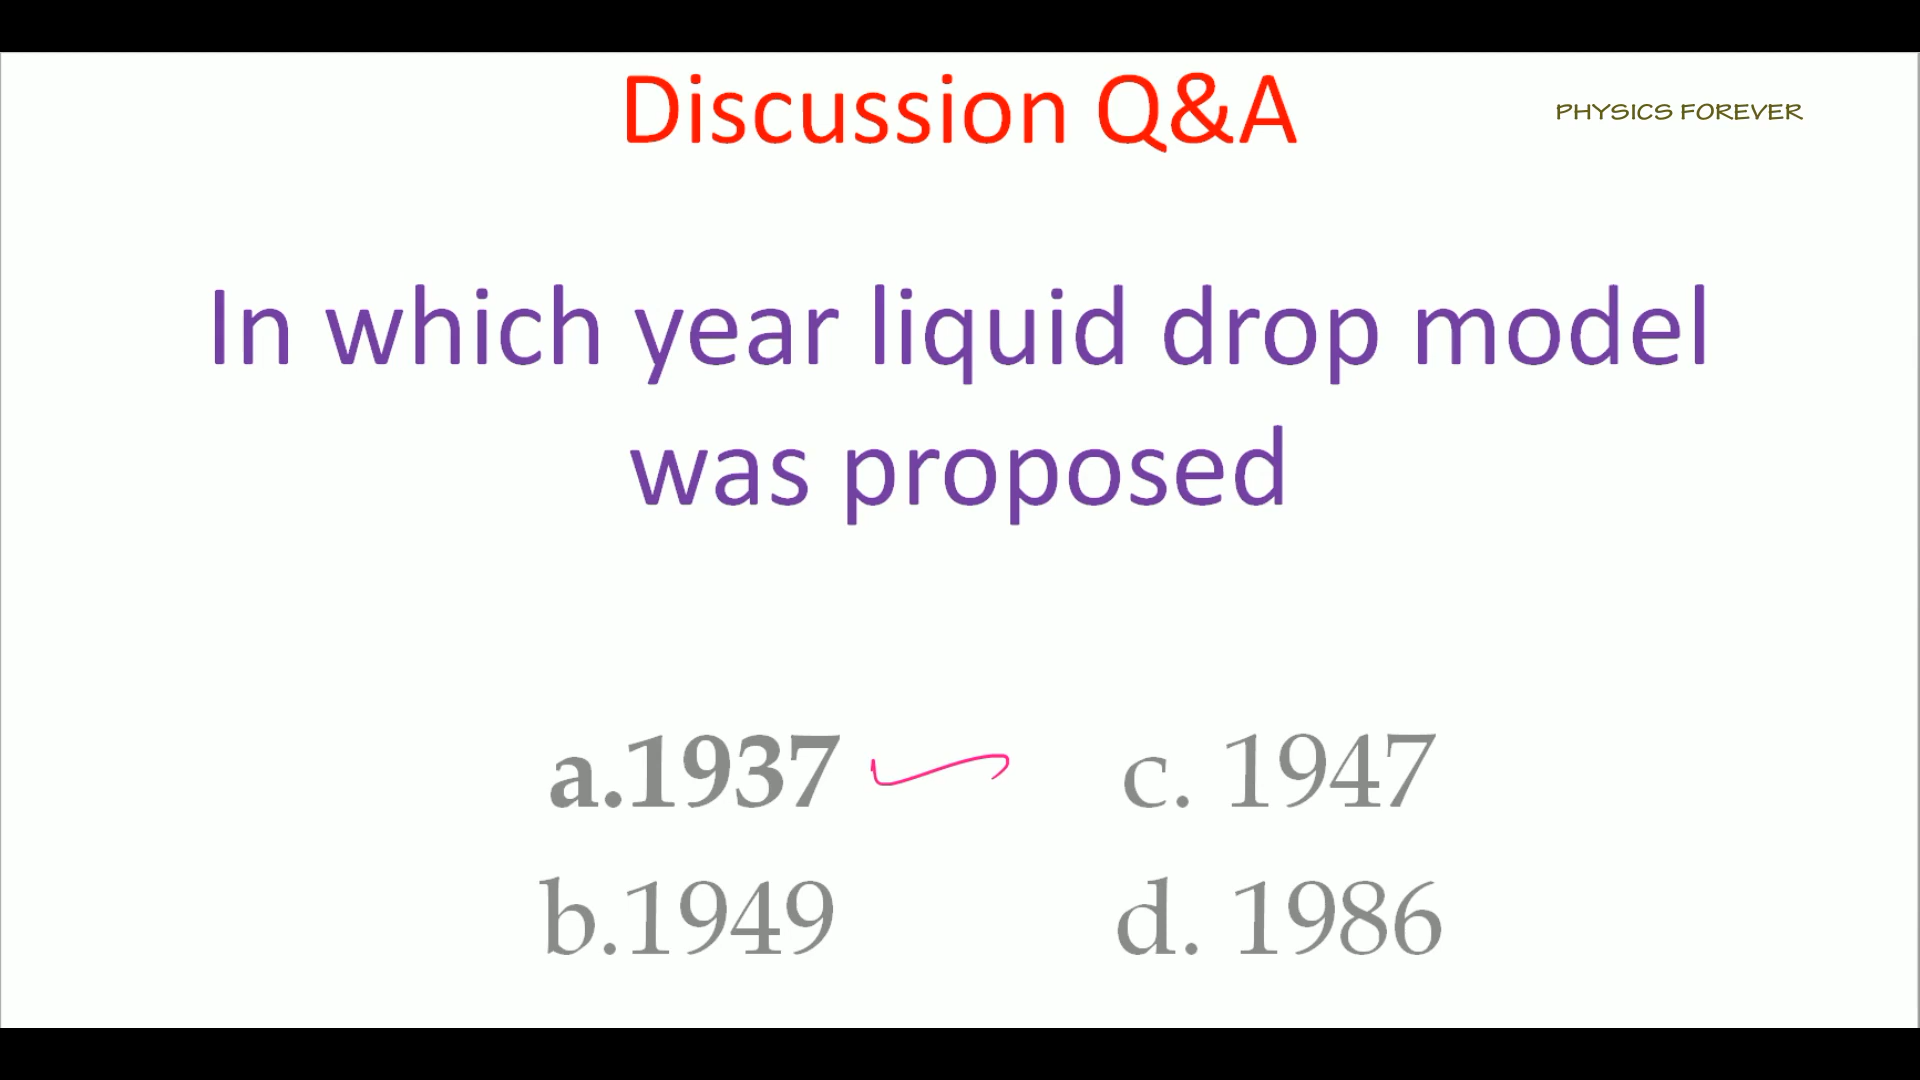 Discussion Q&A
PHYSICS FOREVER
In which year liquid drop model
was proposed
a.1937
c. 1947
b.1949
d. 1986